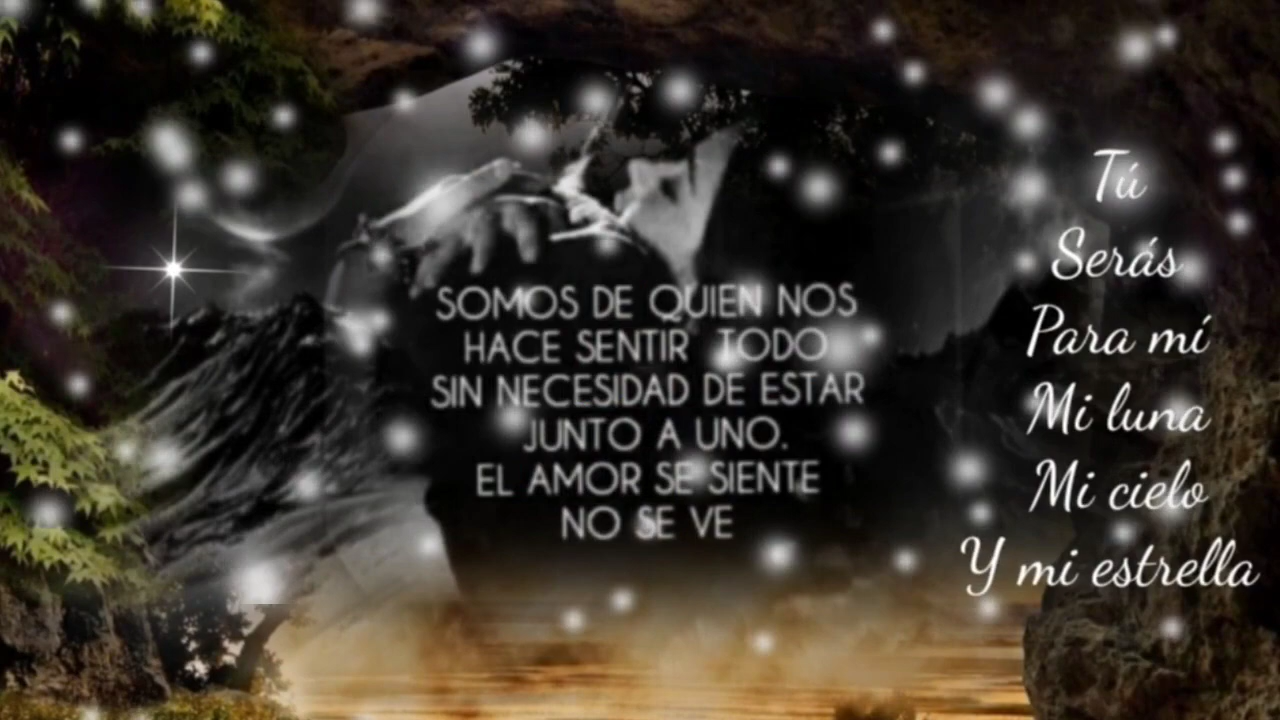 SOMOS DE QUIEN NOS
HACE SENTIR TODO
SIN NECESIDAD DE ESTAR
JUNTO A UNO.
EL AMOR SE SIENTE
NO SE VE
Tú
Serás
Para mí
Mi luna
Mi cielo
Y mi estrella